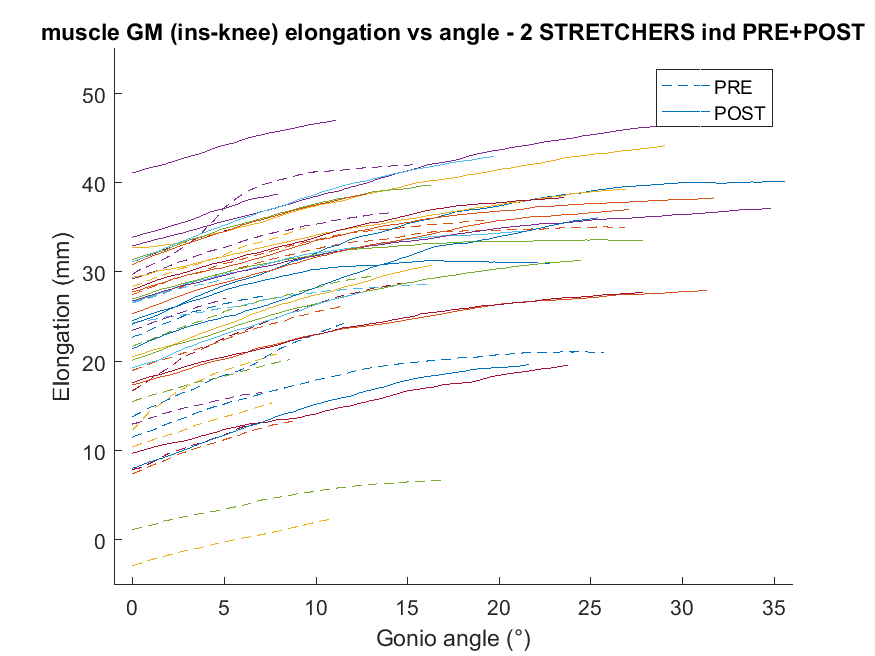 muscle GM (ins-knee) elongation vs angle - 2 STRETCHERS ind PRE+POST
PRE
POST
50
40
30
20
10
0
Elongation (mm)
0 5 10 15 20 25 30 35
Gonio angle (°)